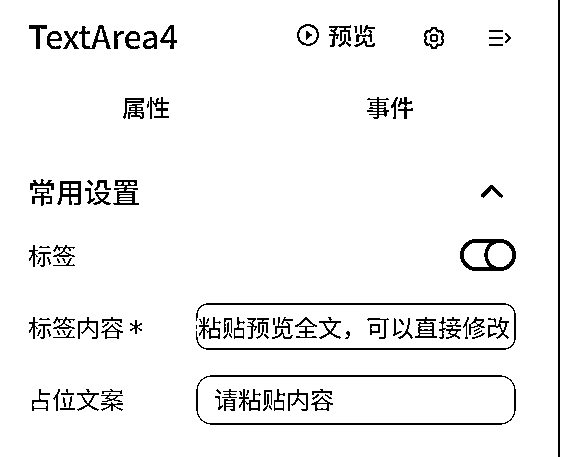 TextArea4 预览
属性 事件
常用设置
标签
标签内容* 粘贴预览全文，可以直接修改
占位文案 请粘贴内容